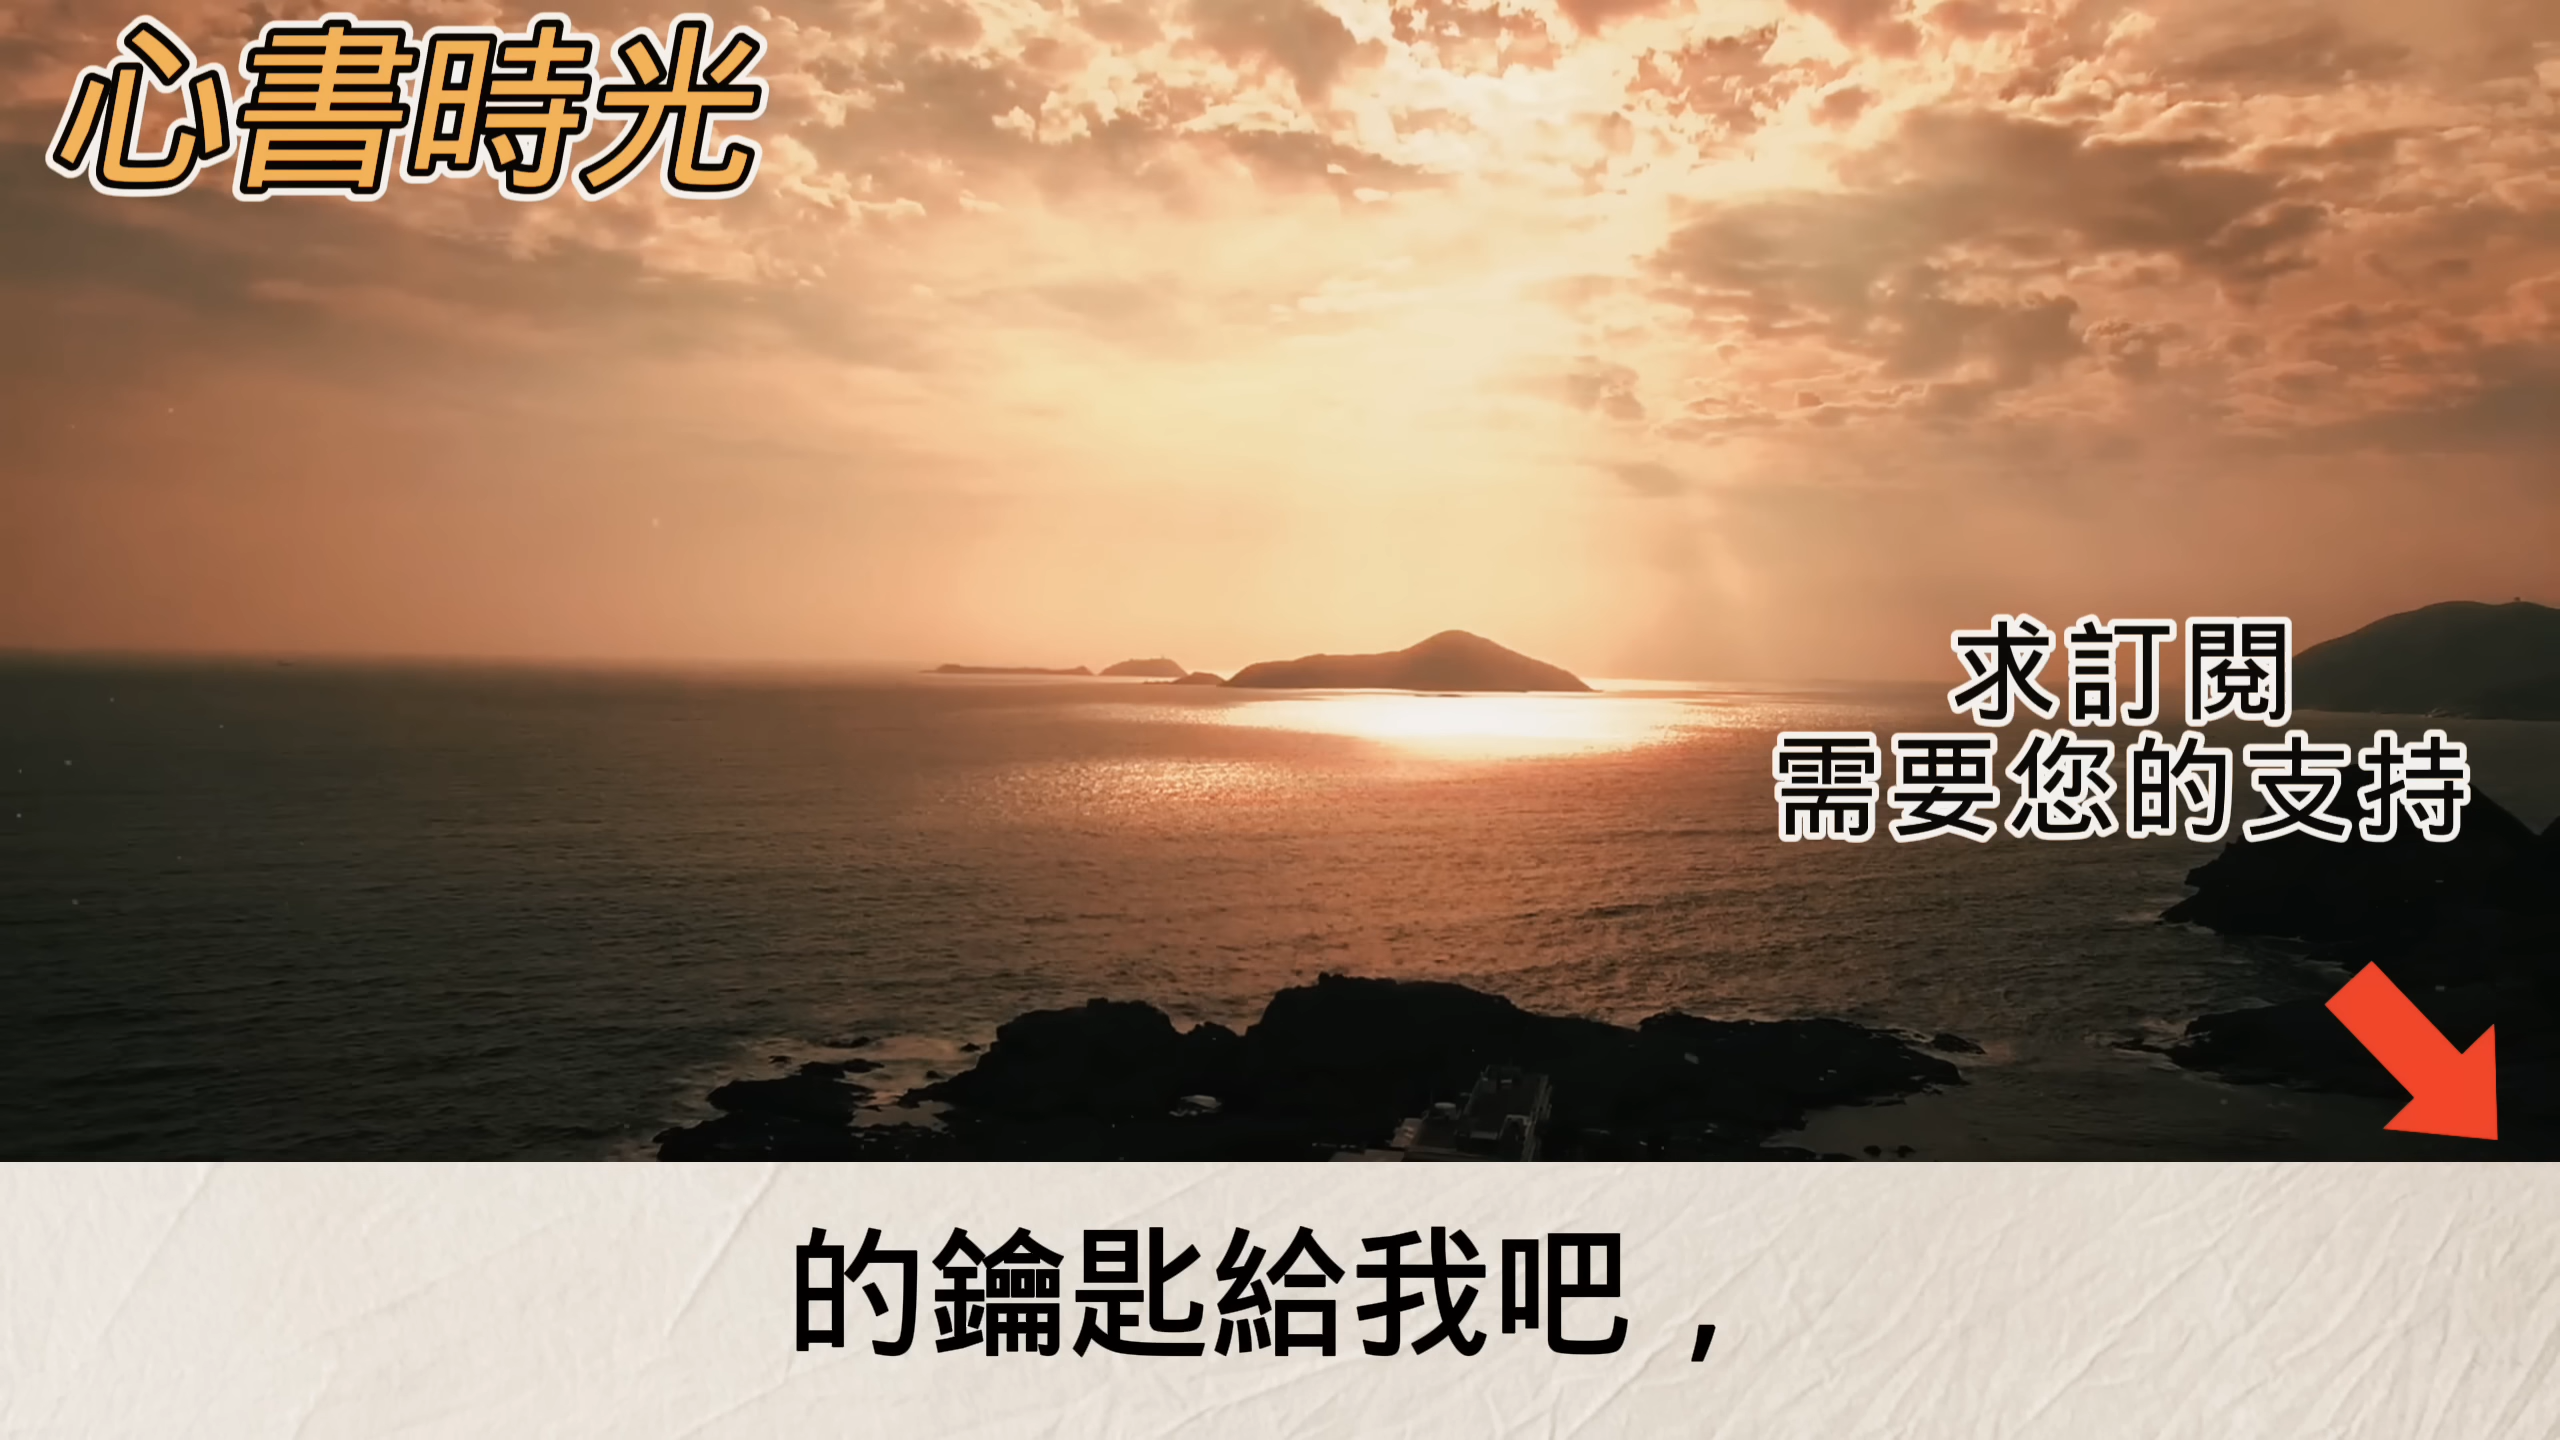 心書時光
求訂閱
需要您的支持
的鑰匙給我吧，